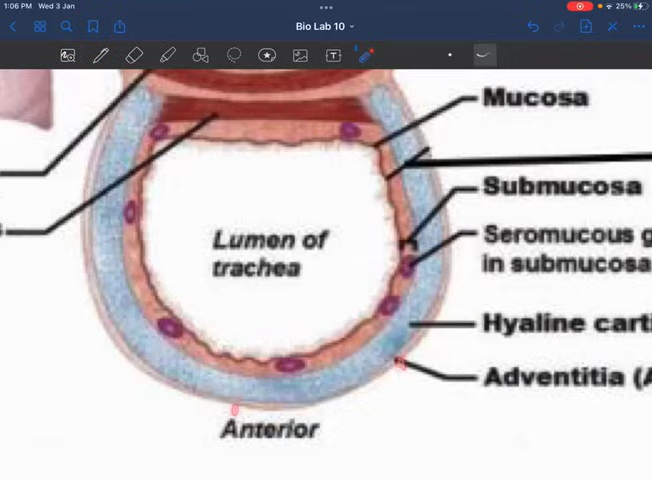 1:06 PM Wed 3 Jan
25%
Bio Lab 10
T
Mucosa
Submucosa
Seromucous g
in submucosa
Lumen of
trachea
Hyaline carti
Adventitia (A
Anterior